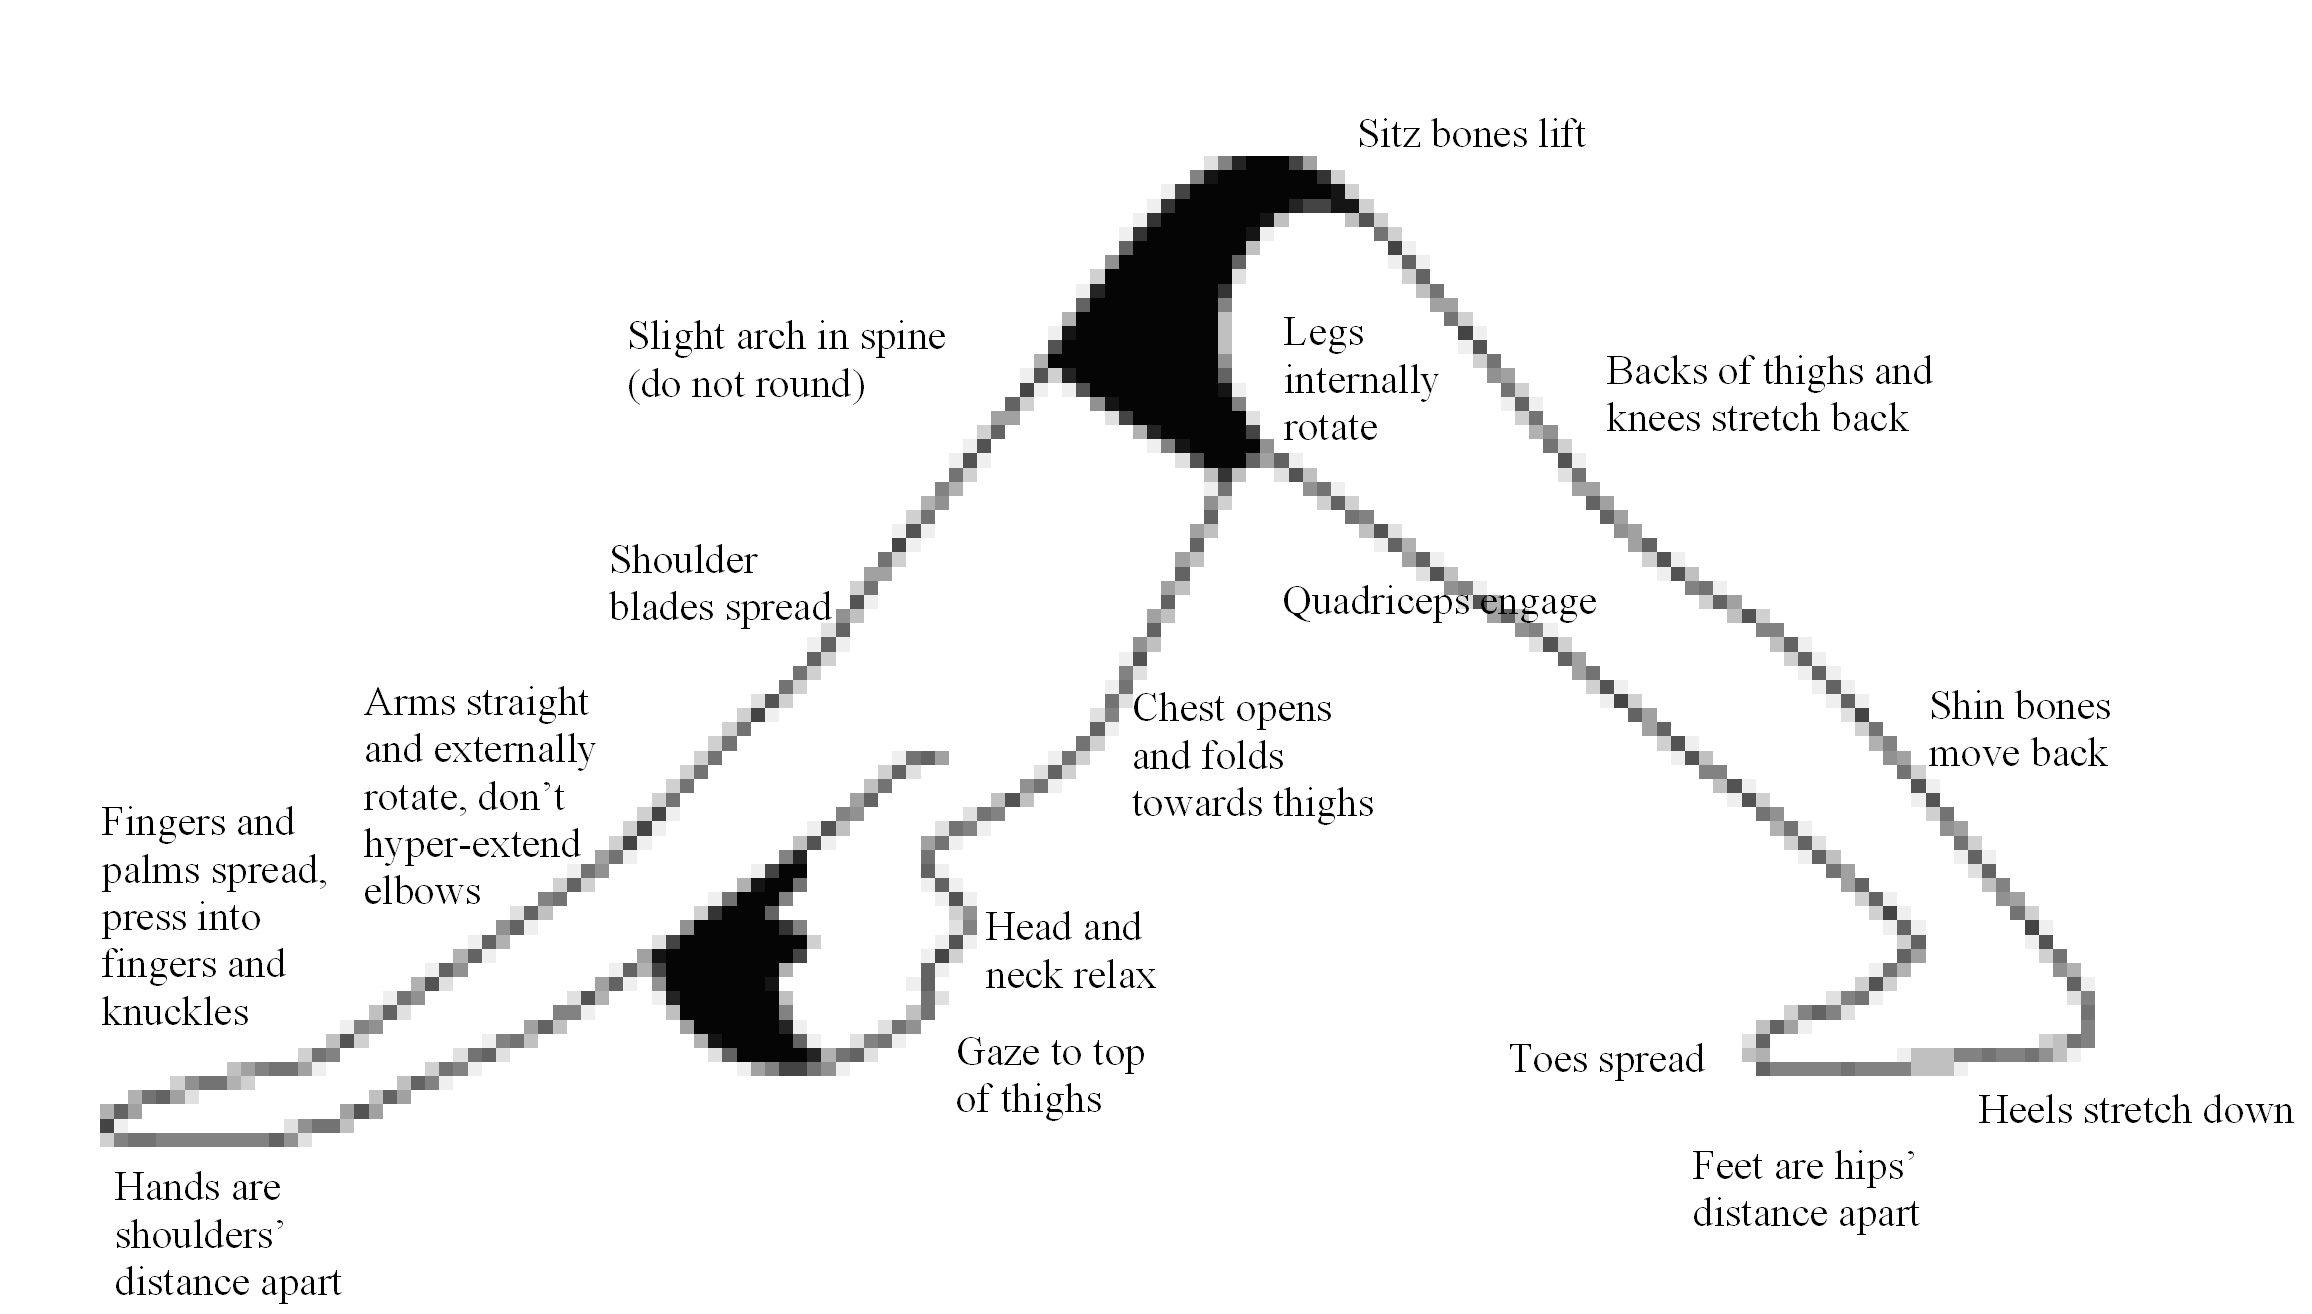 Sitz bones lift
Slight arch in spine
(do not round)
Legs
internally
rotate
Backs of thighs and
knees stretch back
Shoulder
blades spread
Quadriceps engage
Arms straight
and externally
rotate, don’t
hyper-extend
elbows
Chest opens
and folds
towards thighs
Shin bones
move back
Fingers and
palms spread,
press into
fingers and
knuckles
Head and
neck relax
Gaze to top
of thighs
Toes spread
Heels stretch down
Feet are hips’
distance apart
Hands are
shoulders’
distance apart